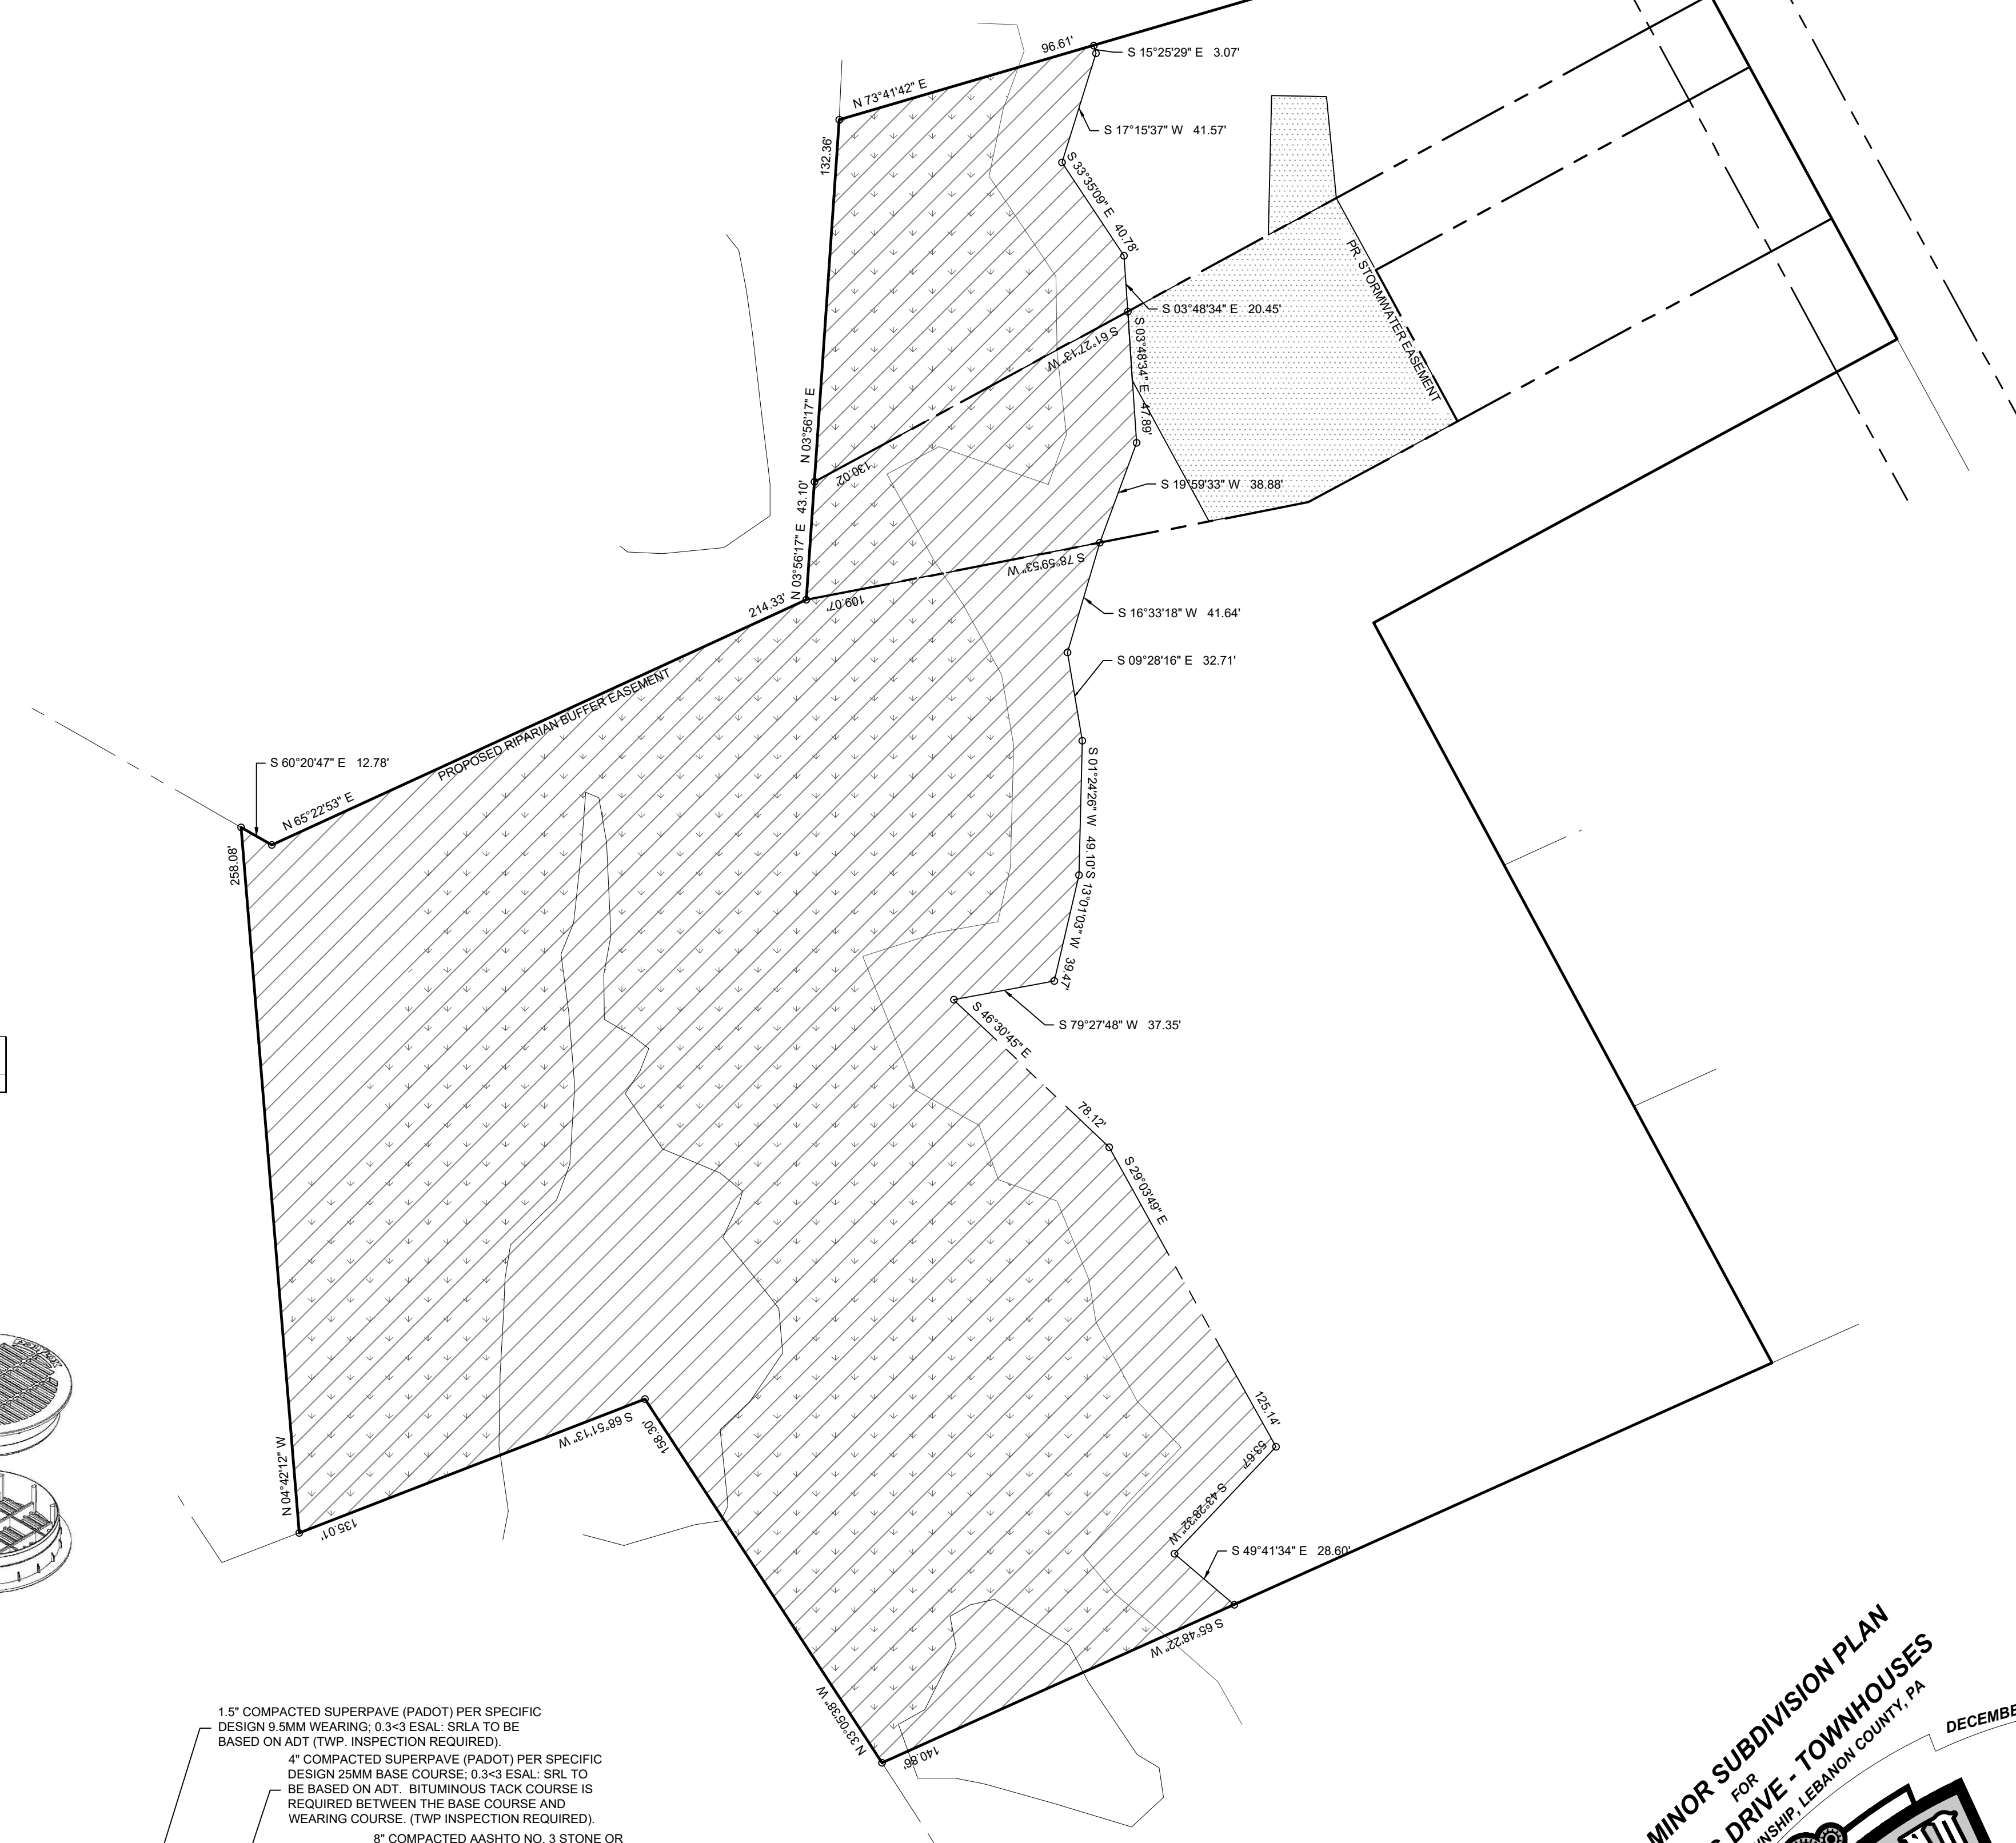 96.61'
S 15°25'29" E 3.07'
N 73°41'42" E
S 17°15'37" W 41.57'
132.36'
S 33°35'09" E 40.78'
PR. STORMWATER EASEMENT
S 03°48'34" E 20.45'
S 61°27'13" W
S 03°48'34" E 47.89'
N 03°56'17" E
130.02'
S 19°59'33" W 38.88'
N 03°56'17" E 43.10'
S 78°59'53" W
109.07'
214.33'
S 16°33'18" W 41.64'
S 09°28'16" E 32.71'
PROPOSED RIPARIAN BUFFER EASEMENT
S 60°20'47" E 12.78'
N 65°22'53" E
S 01°24'26" W 49.10'
258.08'
S 13°01'03" W 39.47'
S 46°30'45" E
S 79°27'48" W 37.35'
78.12'
S 29°03'49" E
125.14'
S 68°51'13" W
158.30'
53.67'
N 04°42'12" W
S 43°28'32" W
135.01'
S 49°41'34" E 28.60'
S 65°48'22" W
N 33°05'38" W
140.86'
1.5" COMPACTED SUPERPAVE (PADOT) PER SPECIFIC
DESIGN 9.5MM WEARING; 0.3<3 ESAL: SRLA TO BE
BASED ON ADT (TWP. INSPECTION REQUIRED).
4" COMPACTED SUPERPAVE (PADOT) PER SPECIFIC
DESIGN 25MM BASE COURSE; 0.3<3 ESAL: SRL TO
BE BASED ON ADT. BITUMINOUS TACK COURSE IS
REQUIRED BETWEEN THE BASE COURSE AND
WEARING COURSE. (TWP INSPECTION REQUIRED).
8" COMPACTED AASHTO NO. 3 STONE OR
MINOR SUBDIVISION PLAN
FOR
DRIVE - TOWNHOUSES
NSHIP, LEBANON COUNTY, PA
DECEMBE